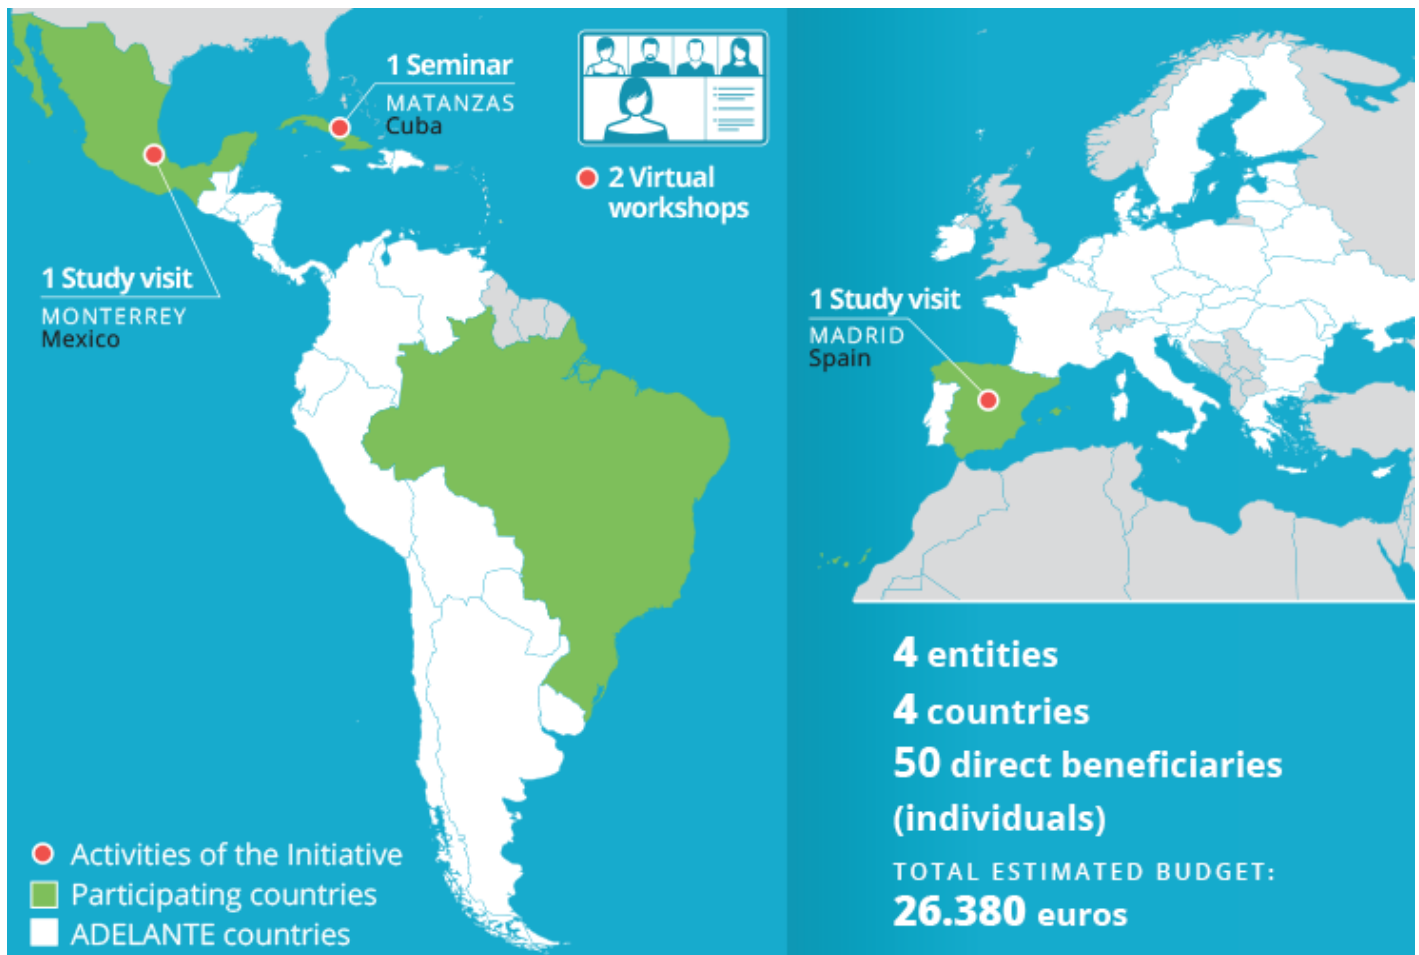 1 Seminar
MATANZAS
Cuba
2 Virtual
workshops
1 Study visit
MONTERREY
Mexico
1 Study visit
MADRID
Spain
Activities of the Initiative
Participating countries
ADELANTE countries
4 entities
4 countries
50 direct beneficiaries
(individuals)
TOTAL ESTIMATED BUDGET:
26.380 euros